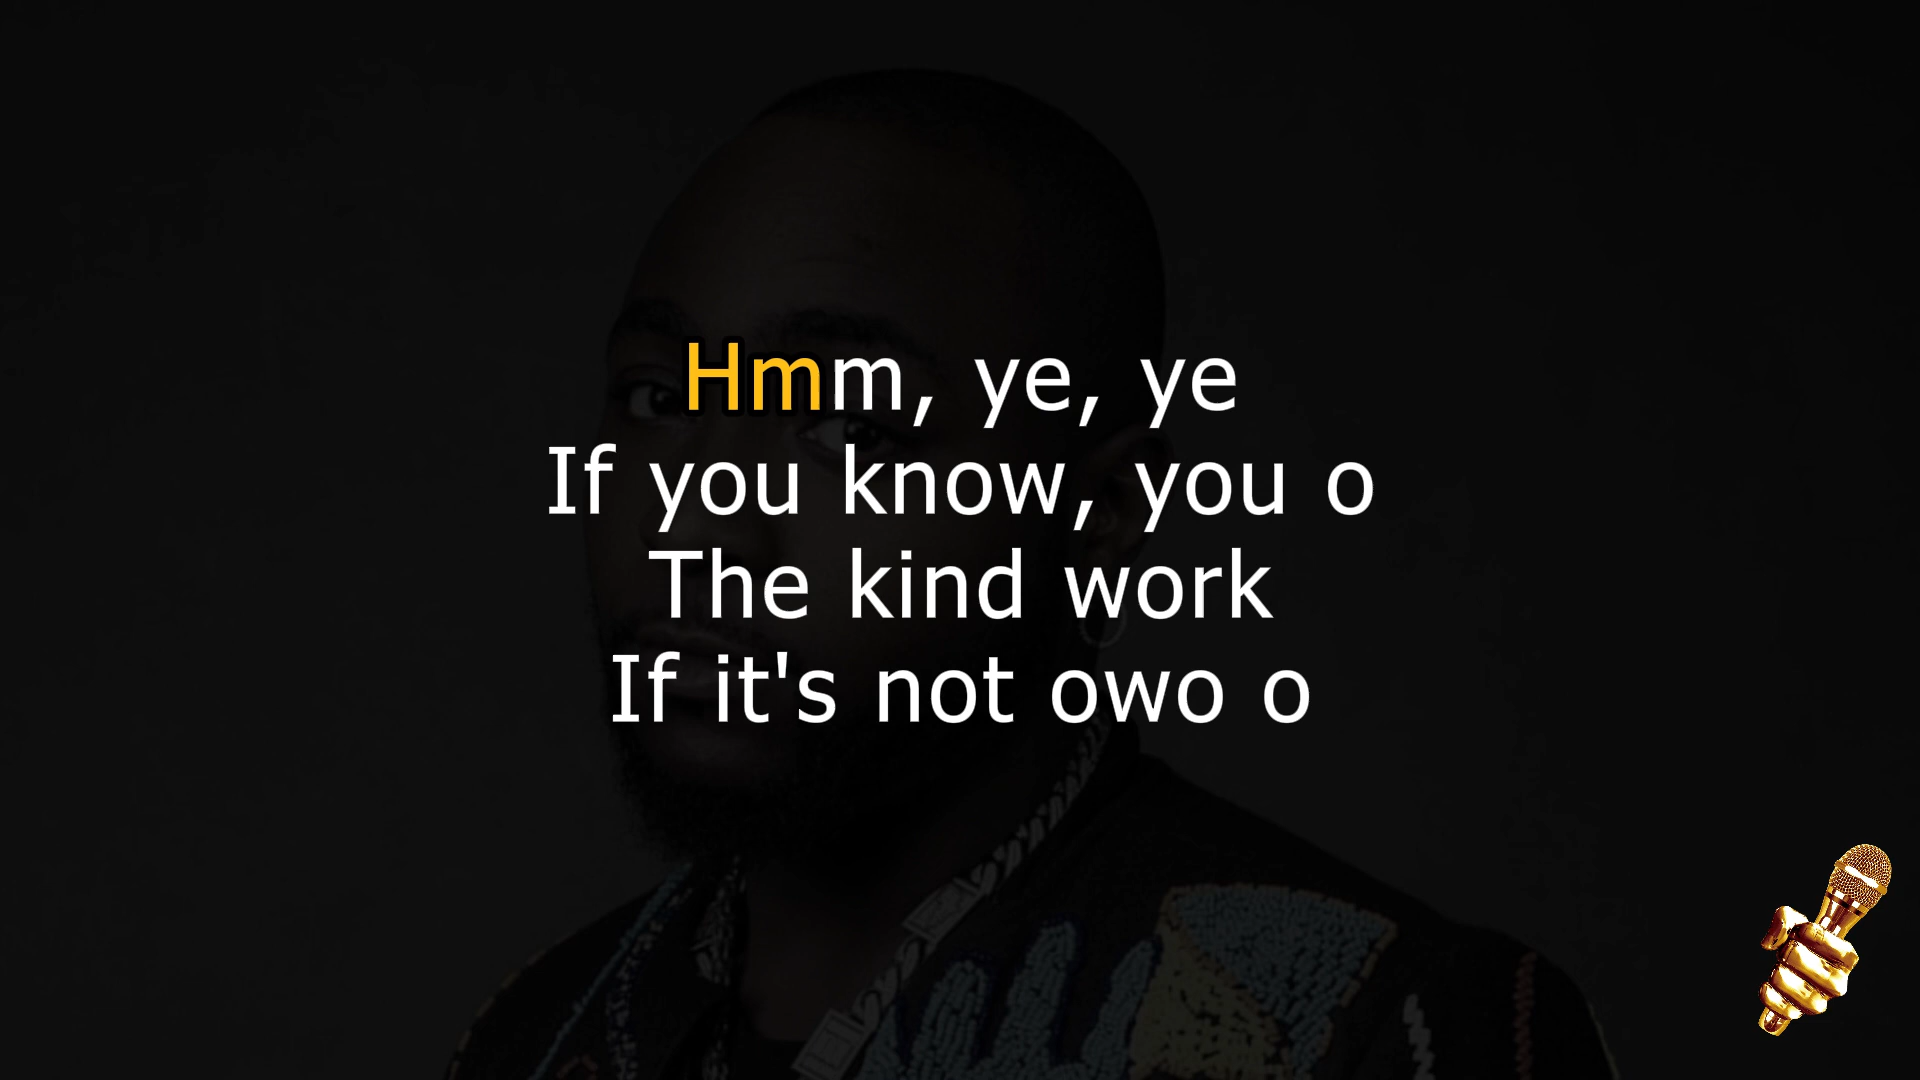 Hmm, ye, ye
If you know, you o
The kind work
If it's not owo o